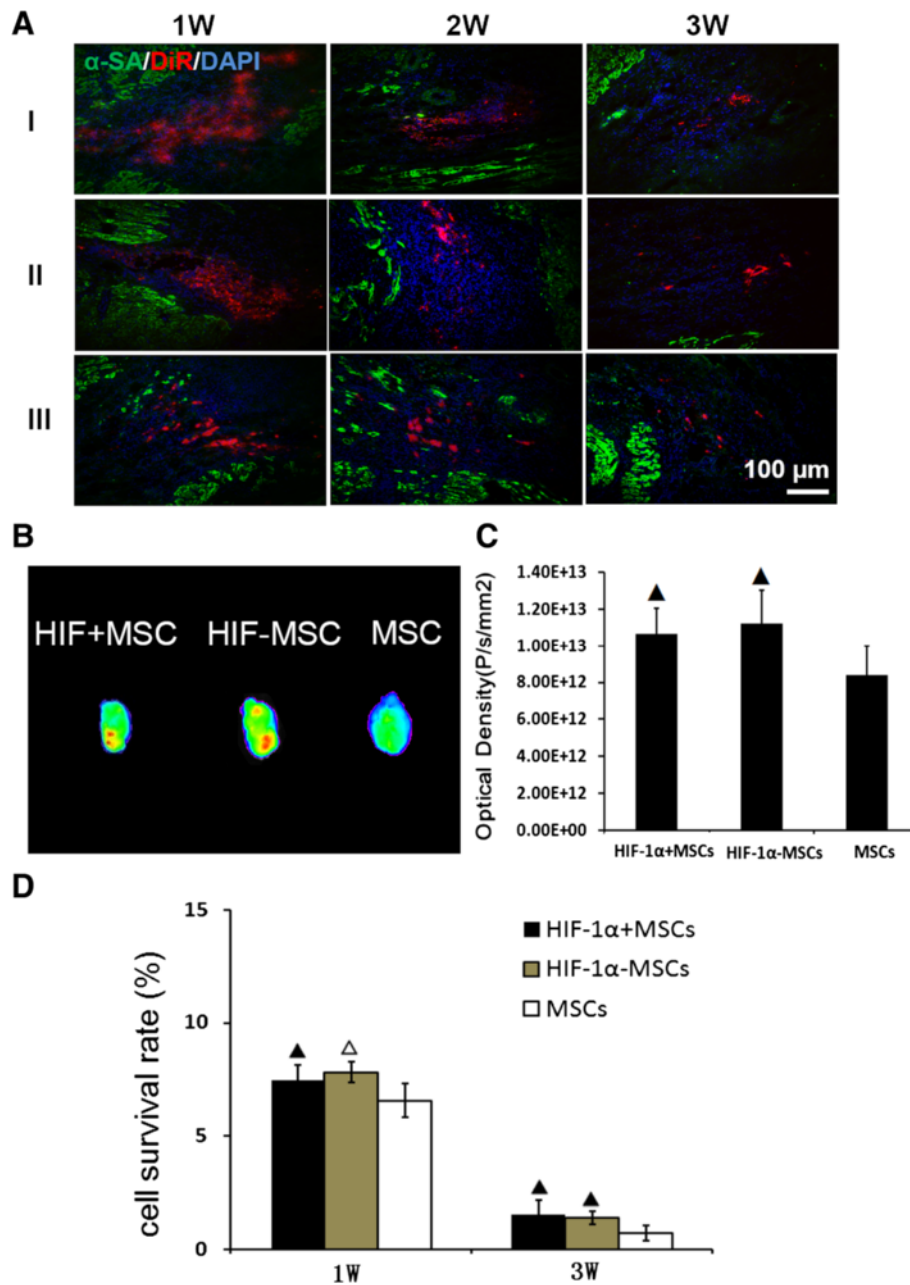 A
1W 2W 3W
α-SA/DiR/DAPI
I
II
III
100 μm
B
HIF+MSC HIF-MSC MSC
C
Optical Density(P/s/mm2)
1.40E+13
1.20E+13
1.00E+13
8.00E+12
6.00E+12
4.00E+12
2.00E+12
0.00E+00
HIF-1α+MSCs HIF-1α-MSCs MSCs
D
cell survival rate (%)
15
10
5
0
HIF-1α+MSCs
HIF-1α-MSCs
MSCs
1W 3W